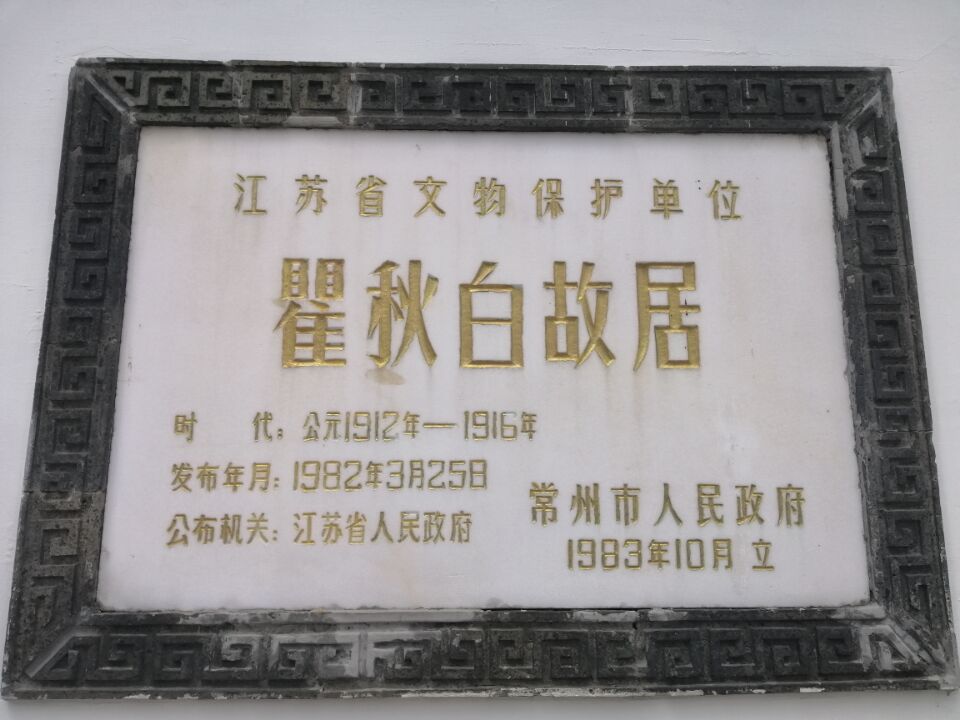 江苏省文物保护单位
瞿秋白故居
时 代：公元1912年—1916年
发布年月：1982年3月25日
公布机关：江苏省人民政府
常州市人民政府
1983年10月 立